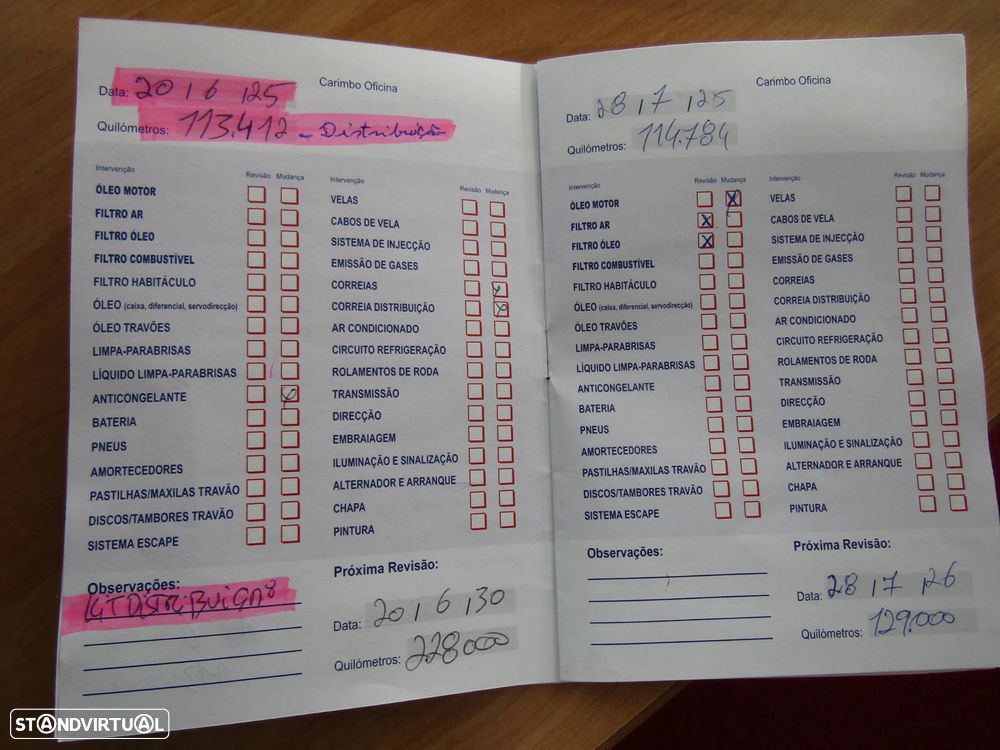 Carimbo Oficina
Data: 20 / 6 / 25
Quilómetros: 113.412 - Distribuição
Intervenção Revisão Mudança
ÓLEO MOTOR
FILTRO AR
FILTRO ÓLEO
FILTRO COMBUSTÍVEL
FILTRO HABITÁCULO
ÓLEO (caixa, diferencial, servodirecção)
ÓLEO TRAVÕES
LIMPA-PARABRISAS
LÍQUIDO LIMPA-PARABRISAS
ANTICONGELANTE
BATERIA
PNEUS
AMORTECEDORES
PASTILHAS/MAXILAS TRAVÃO
DISCOS/TAMBORES TRAVÃO
SISTEMA ESCAPE
Intervenção Revisão Mudança
VELAS
CABOS DE VELA
SISTEMA DE INJECÇÃO
EMISSÃO DE GASES
CORREIAS
CORREIA DISTRIBUIÇÃO
AR CONDICIONADO
CIRCUITO REFRIGERAÇÃO
ROLAMENTOS DE RODA
TRANSMISSÃO
DIRECÇÃO
EMBRAIAGEM
ILUMINAÇÃO E SINALIZAÇÃO
ALTERNADOR E ARRANQUE
CHAPA
PINTURA
Observações:
KIT DISTRIBUIÇÃO
Próxima Revisão:
Data: 20 / 6 / 30
Quilómetros: 228000
Carimbo Oficina
Data: 28 / 7 / 25
Quilómetros: 114.784
Intervenção Revisão Mudança
ÓLEO MOTOR
FILTRO AR
FILTRO ÓLEO
FILTRO COMBUSTÍVEL
FILTRO HABITÁCULO
ÓLEO (caixa, diferencial, servodirecção)
ÓLEO TRAVÕES
LIMPA-PARABRISAS
LÍQUIDO LIMPA-PARABRISAS
ANTICONGELANTE
BATERIA
PNEUS
AMORTECEDORES
PASTILHAS/MAXILAS TRAVÃO
DISCOS/TAMBORES TRAVÃO
SISTEMA ESCAPE
Intervenção Revisão Mudança
VELAS
CABOS DE VELA
SISTEMA DE INJECÇÃO
EMISSÃO DE GASES
CORREIAS
CORREIA DISTRIBUIÇÃO
AR CONDICIONADO
CIRCUITO REFRIGERAÇÃO
ROLAMENTOS DE RODA
TRANSMISSÃO
DIRECÇÃO
EMBRAIAGEM
ILUMINAÇÃO E SINALIZAÇÃO
ALTERNADOR E ARRANQUE
CHAPA
PINTURA
Observações:
Próxima Revisão:
Data: 28 / 7 / 26
Quilómetros: 129.000
STANDVIRTUAL